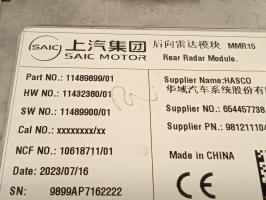 SAIC 上汽集团 后向雷达模块 MMR15
SAIC MOTOR Rear Radar Module
Part NO.: 11489899/01 Supplier Name:HASCO
HW NO.: 11432380/01 华域汽车系统股份
SW NO.: 11489900/01 Supplier NO.: 654457738
Cal NO.: xxxxxxxx/xx Supplier PN.: 98121110
NCF NO.: 10618711/01 Made in CHINA
Date: 2023/07/16
SN: 9899AP7162222
CE